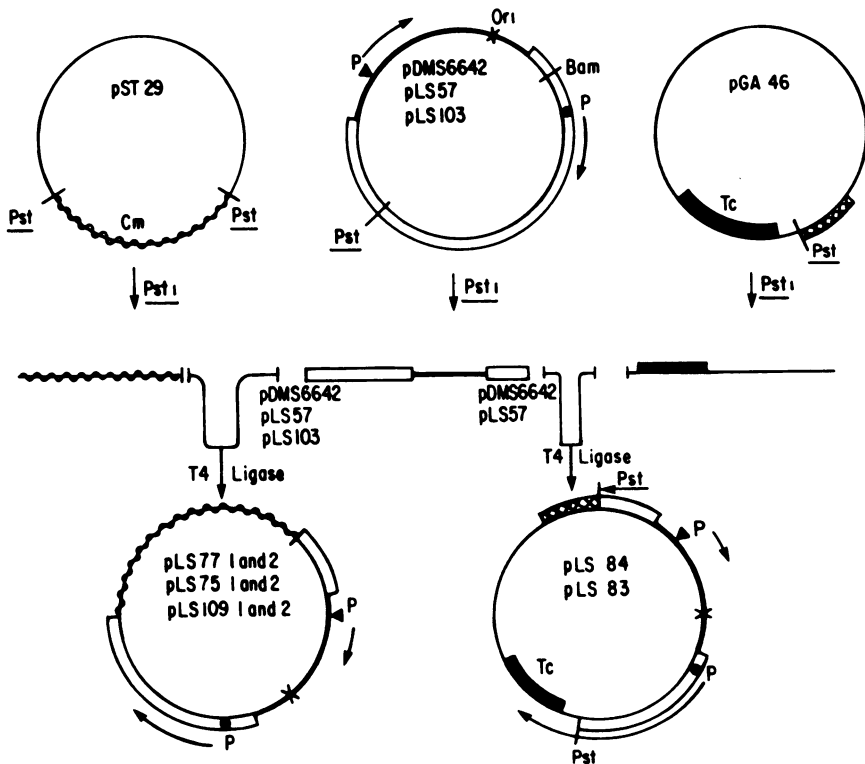 pST 29
Cm
Pst
Pst
Pst ı
Ori
P
pDMS6642
pLS57
pLS103
Bam
P
Pst
Pst ı
pGA 46
Tc
Pst
Pst ı
pDMS6642
pLS57
pLS103
pDMS6642
pLS57
T4 Ligase
T4 Ligase
pLS77 1 and 2
pLS75 1 and 2
pLS109 1 and 2
P
P
Pst
P
pLS 84
pLS 83
Tc
P
Pst